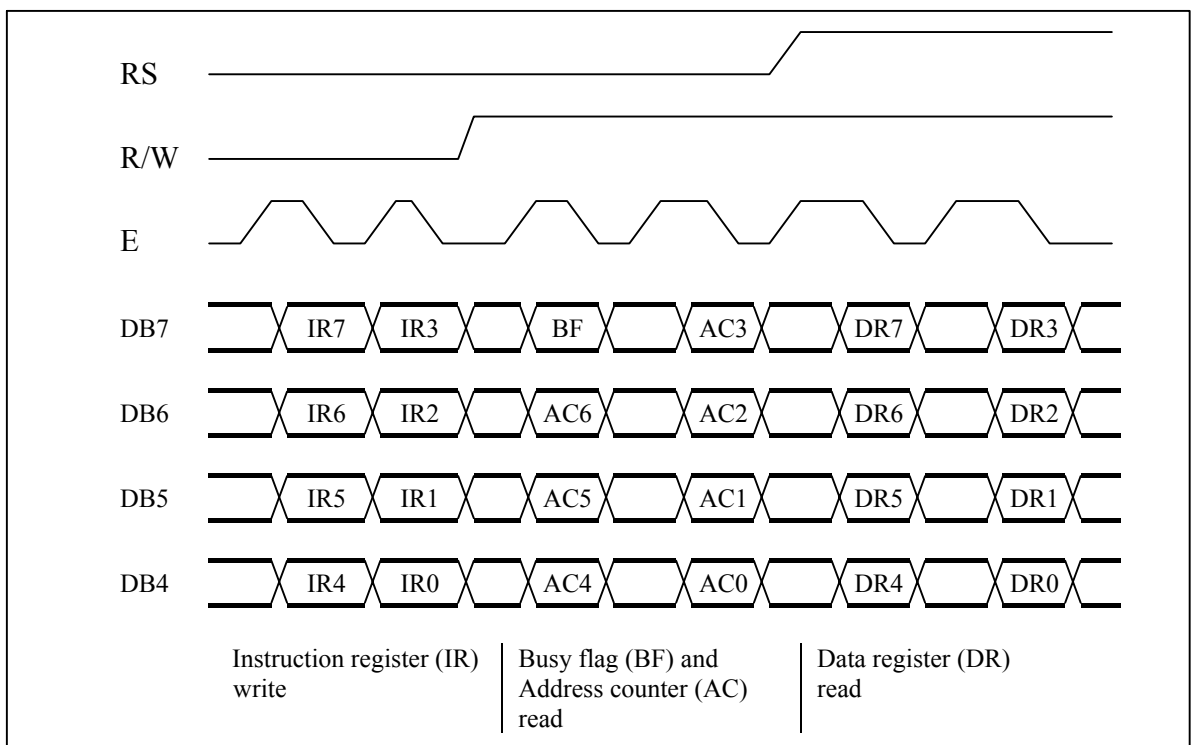 RS
R/W
E
DB7 IR7 IR3 BF AC3 DR7 DR3
DB6 IR6 IR2 AC6 AC2 DR6 DR2
DB5 IR5 IR1 AC5 AC1 DR5 DR1
DB4 IR4 IR0 AC4 AC0 DR4 DR0
Instruction register (IR)
write
Busy flag (BF) and
Address counter (AC)
read
Data register (DR)
read